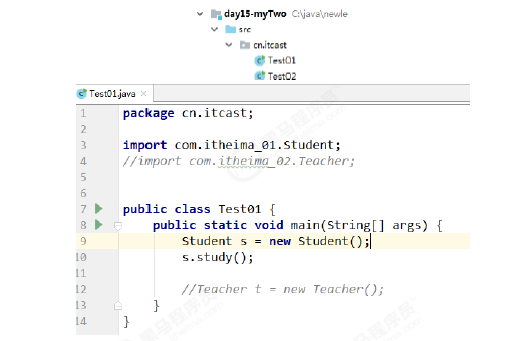 day15-myTwo C:\java\newle
src
cn.itcast
Test01
Test02
Test01.java ×
1 package cn.itcast;
2
3 import com.itheima_01.Student;
4 //import com.itheima_02.Teacher;
5
6
7 public class Test01 {
8 public static void main(String[] args) {
9 Student s = new Student();
10 s.study();
11
12 //Teacher t = new Teacher();
13 }
14 }